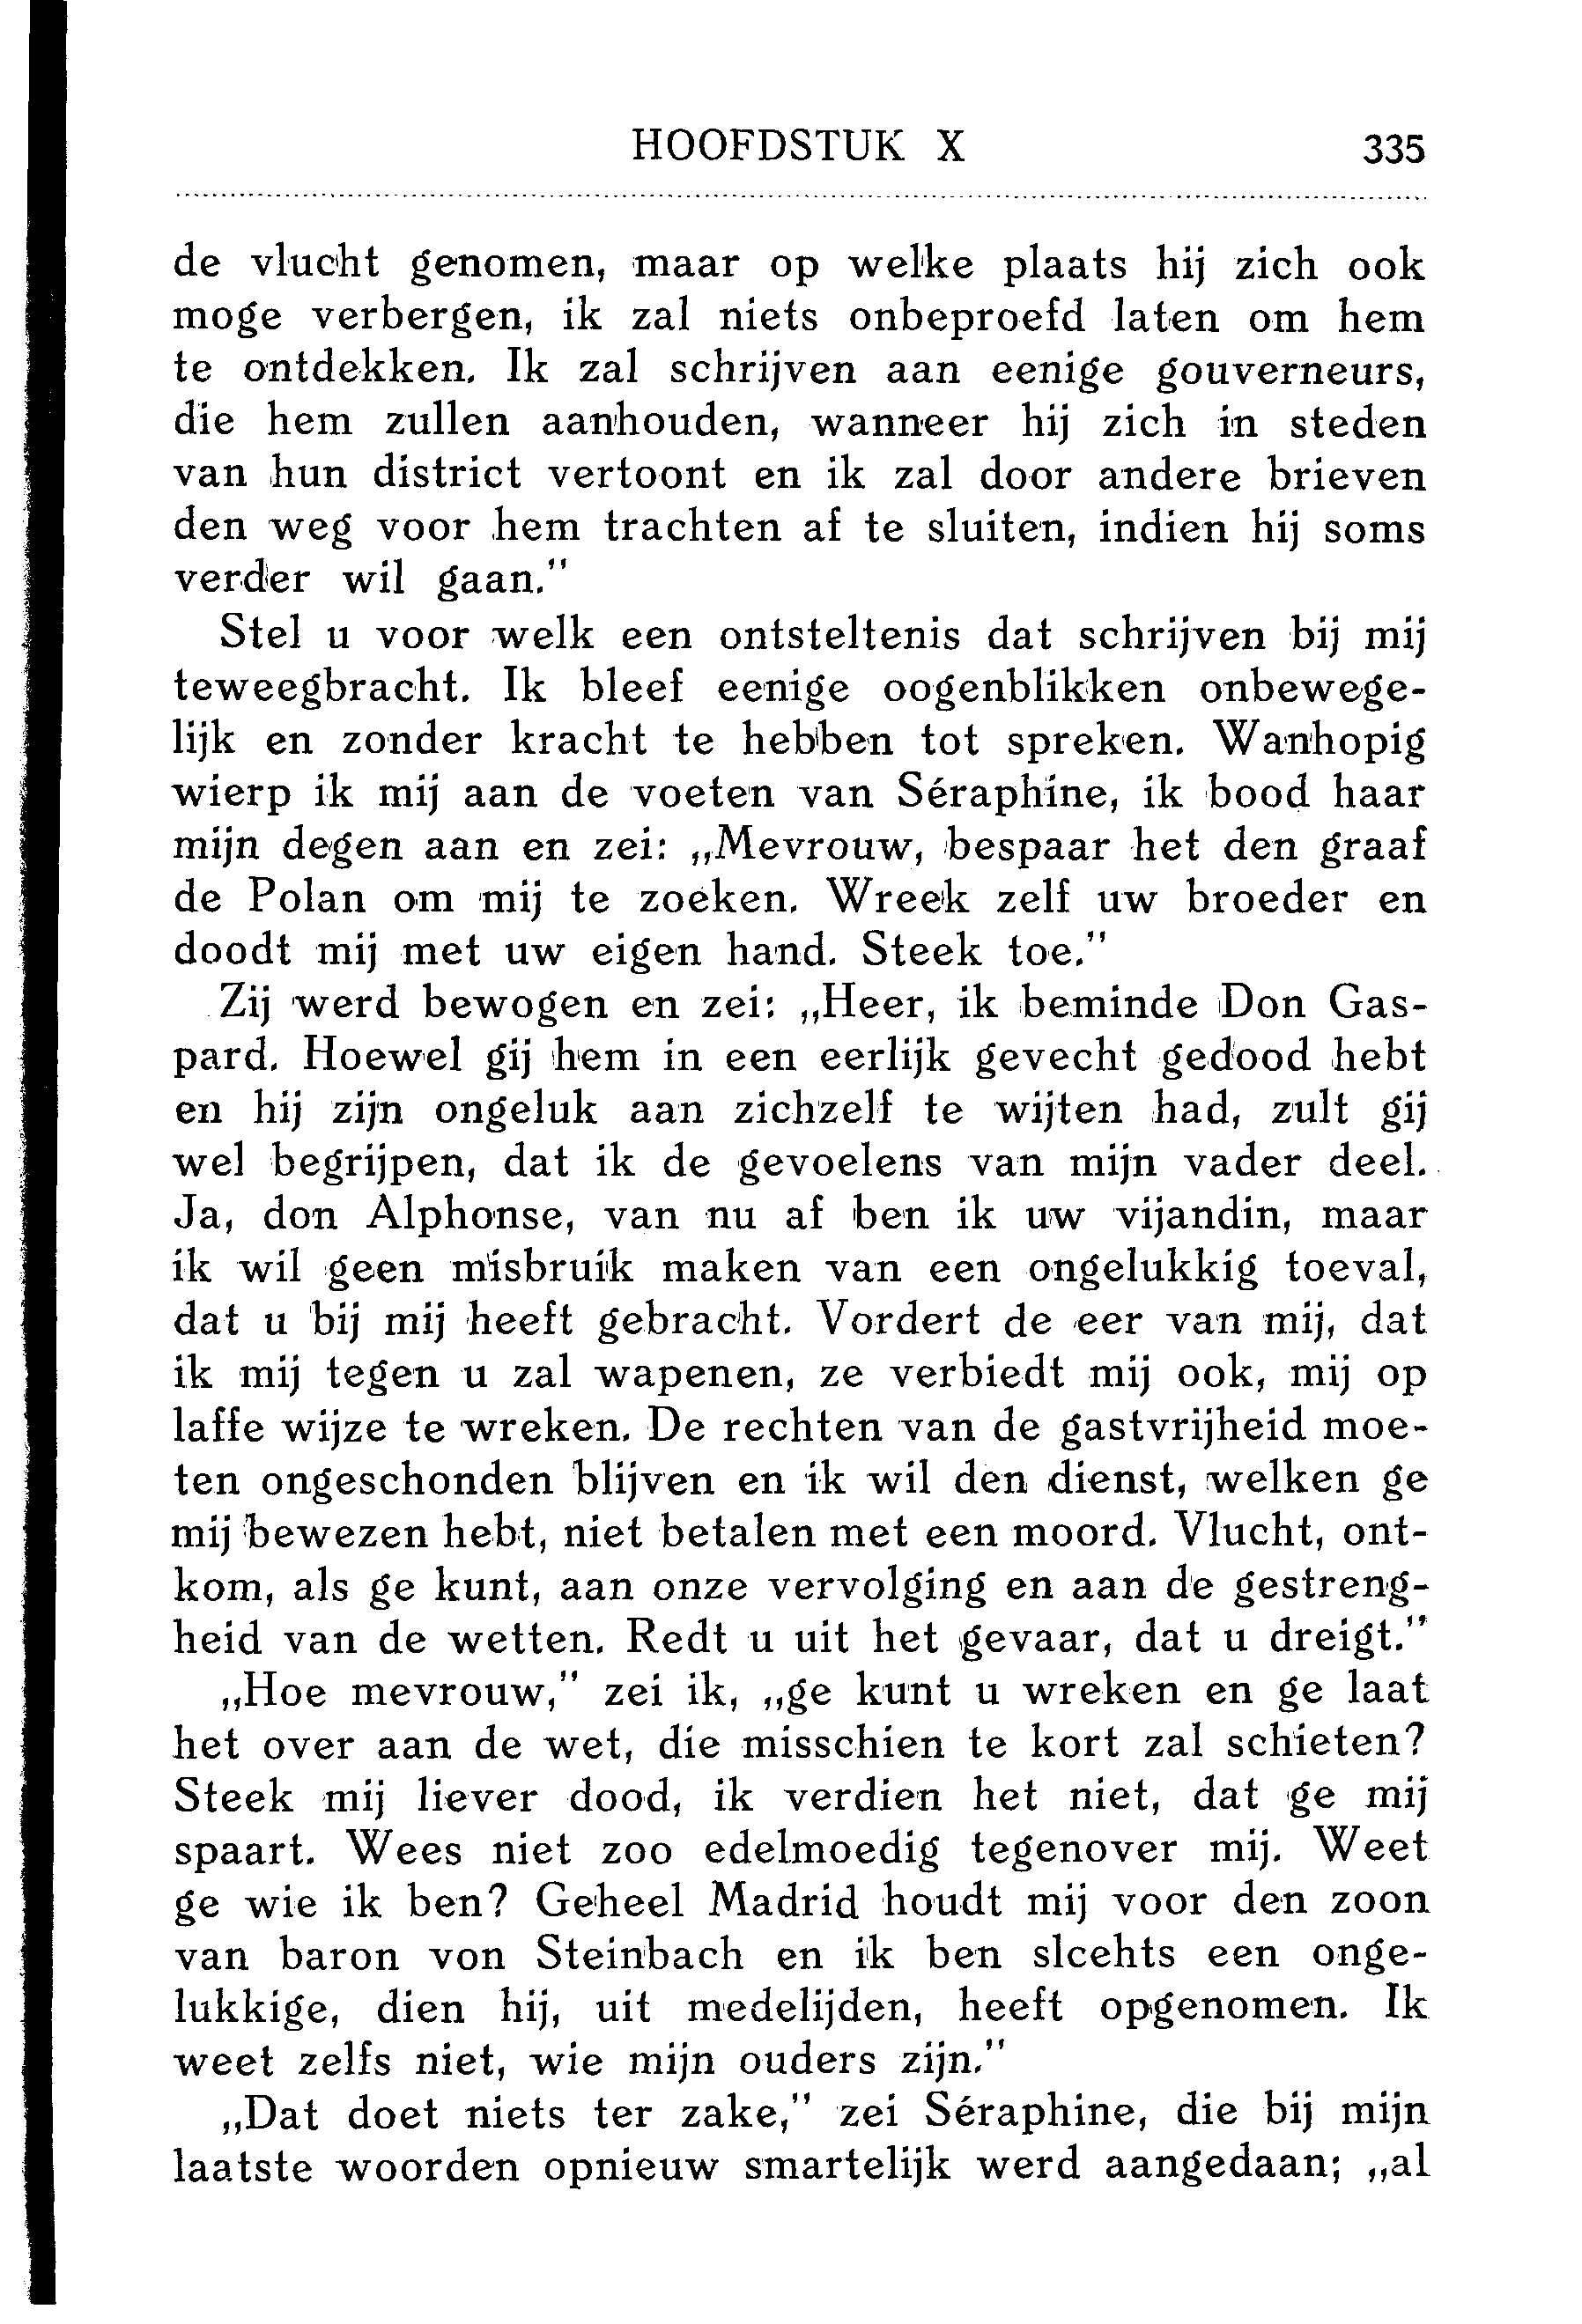 HOOFDSTUK X 335
de vlucht genomen, maar op welke plaats hij zich ook
moge verbergen, ik zal niets onbeproefd laten om hem
te ontdekken. Ik zal schrijven aan eenige gouverneurs,
die hem zullen aanhouden, wanneer hij zich in steden
van hun district vertoont en ik zal door andere brieven
den weg voor hem trachten af te sluiten, indien hij soms
verder wil gaan."
Stel u voor welk een ontsteltenis dat schrijven bij mij
teweegbracht. Ik bleef eenige oogenblikken onbewege-
lijk en zonder kracht te hebben tot spreken. Wanhopig
wierp ik mij aan de voeten van Séraphine, ik bood haar
mijn degen aan en zei: „Mevrouw, bespaar het den graaf
de Polan om mij te zoeken. Wreek zelf uw broeder en
doodt mij met uw eigen hand. Steek toe."
Zij werd bewogen en zei: „Heer, ik beminde Don Gas-
pard. Hoewel gij hem in een eerlijk gevecht gedood hebt
en hij zijn ongeluk aan zichzelf te wijten had, zult gij
wel begrijpen, dat ik de gevoelens van mijn vader deel.
Ja, don Alphonse, van nu af ben ik uw vijandin, maar
ik wil geen misbruik maken van een ongelukkig toeval,
dat u bij mij heeft gebracht. Vordert de eer van mij, dat
ik mij tegen u zal wapenen, ze verbiedt mij ook, mij op
laffe wijze te wreken. De rechten van de gastvrijheid moe-
ten ongeschonden blijven en ik wil den dienst, welken ge
mij bewezen hebt, niet betalen met een moord. Vlucht, ont-
kom, als ge kunt, aan onze vervolging en aan de gestreng-
heid van de wetten. Redt u uit het gevaar, dat u dreigt."
„Hoe mevrouw," zei ik, „ge kunt u wreken en ge laat
het over aan de wet, die misschien te kort zal schieten?
Steek mij liever dood, ik verdien het niet, dat ge mij
spaart. Wees niet zoo edelmoedig tegenover mij. Weet
ge wie ik ben? Geheel Madrid houdt mij voor den zoon
van baron von Steinbach en ik ben slcehts een onge-
lukkige, dien hij, uit medelijden, heeft opgenomen. Ik
weet zelfs niet, wie mijn ouders zijn."
„Dat doet niets ter zake," zei Séraphine, die bij mijn
laatste woorden opnieuw smartelijk werd aangedaan; „al